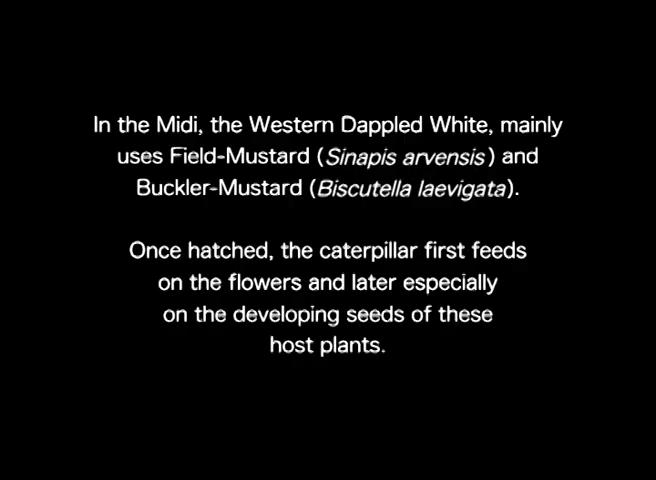 In the Midi, the Western Dappled White, mainly
uses Field-Mustard (Sinapis arvensis) and
Buckler-Mustard (Biscutella laevigata).
Once hatched, the caterpillar first feeds
on the flowers and later especially
on the developing seeds of these
host plants.